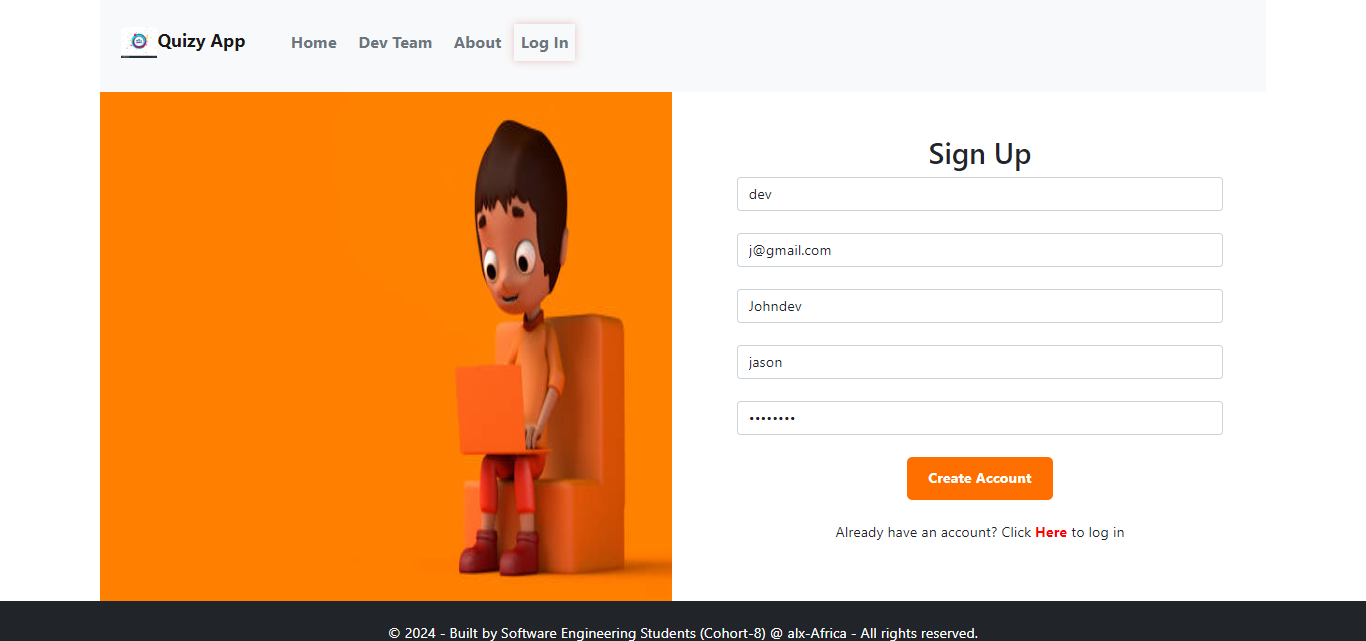 Quizy App Home Dev Team About Log In
Sign Up
dev
j@gmail.com
Johndev
jason
••••••••
Create Account
Already have an account? Click Here to log in
© 2024 - Built by Software Engineering Students (Cohort-8) @ alx-Africa - All rights reserved.